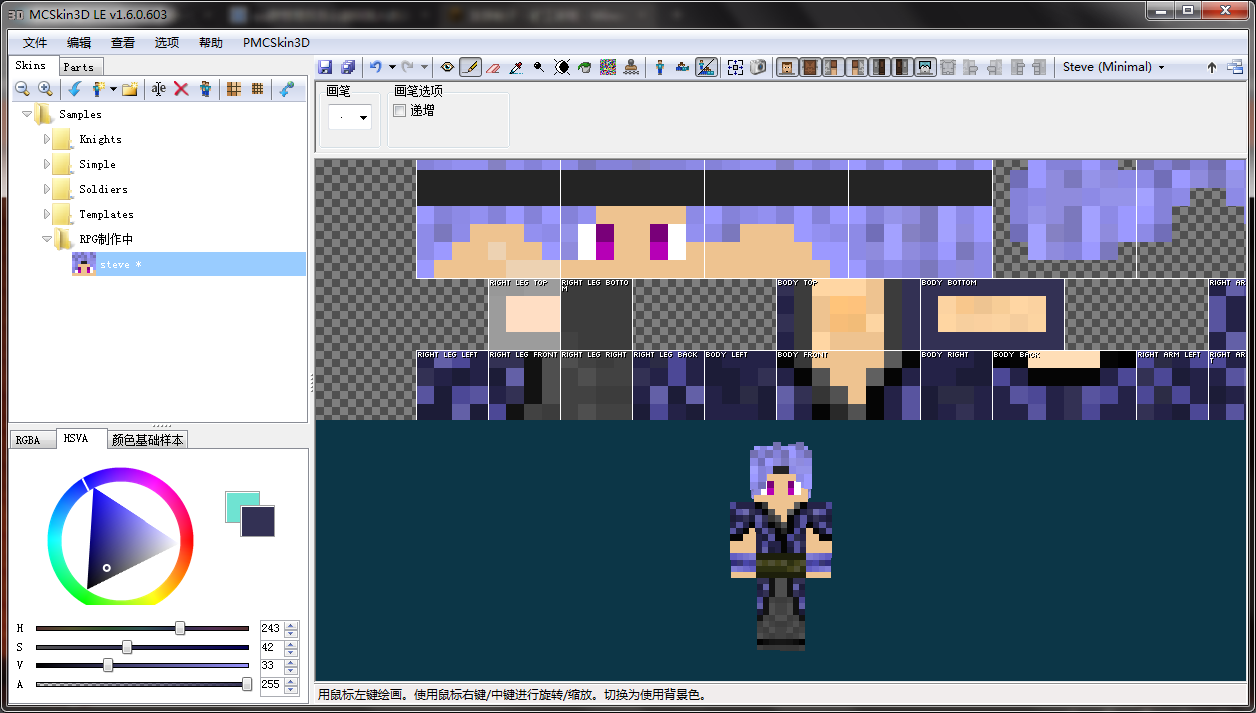 3D MCSkin3D LE v1.6.0.603
文件 编辑 查看 选项 帮助 PMCSkin3D
Skins Parts
Steve (Minimal)
aḙ
画笔 画笔选项
递增
Samples
Knights
Simple
Soldiers
Templates
RPG制作中
steve *
RIGHT LEG TOP RIGHT LEG BOTTOM BODY TOP BODY BOTTOM RIGHT AR
RIGHT LEG LEFT RIGHT LEG FRONT RIGHT LEG RIGHT RIGHT LEG BACK BODY LEFT BODY FRONT BODY RIGHT BODY BACK RIGHT ARM LEFT RIGHT ART
RGBA HSVA 颜色基础样本
H 243
S 42
V 33
A 255
用鼠标左键绘画。使用鼠标右键/中键进行旋转/缩放。切换为使用背景色。